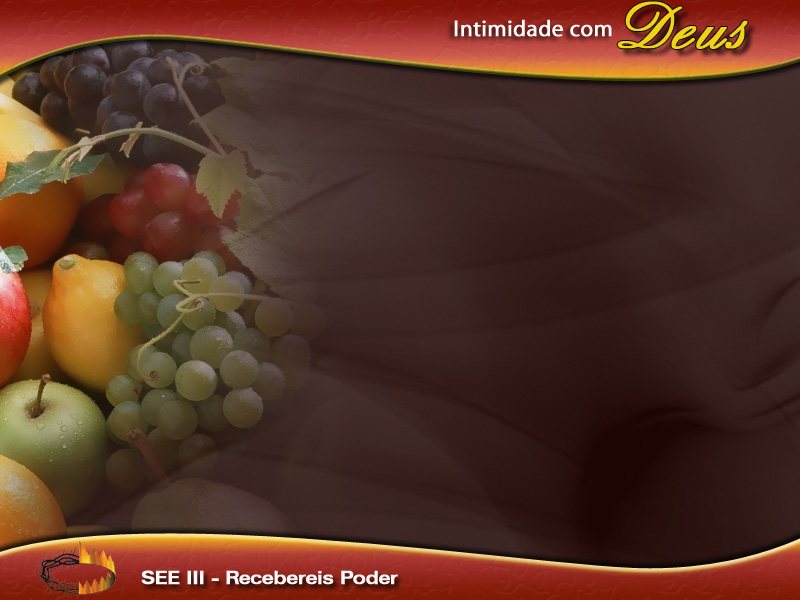 Intimidade com Deus
SEE III - Recebereis Poder